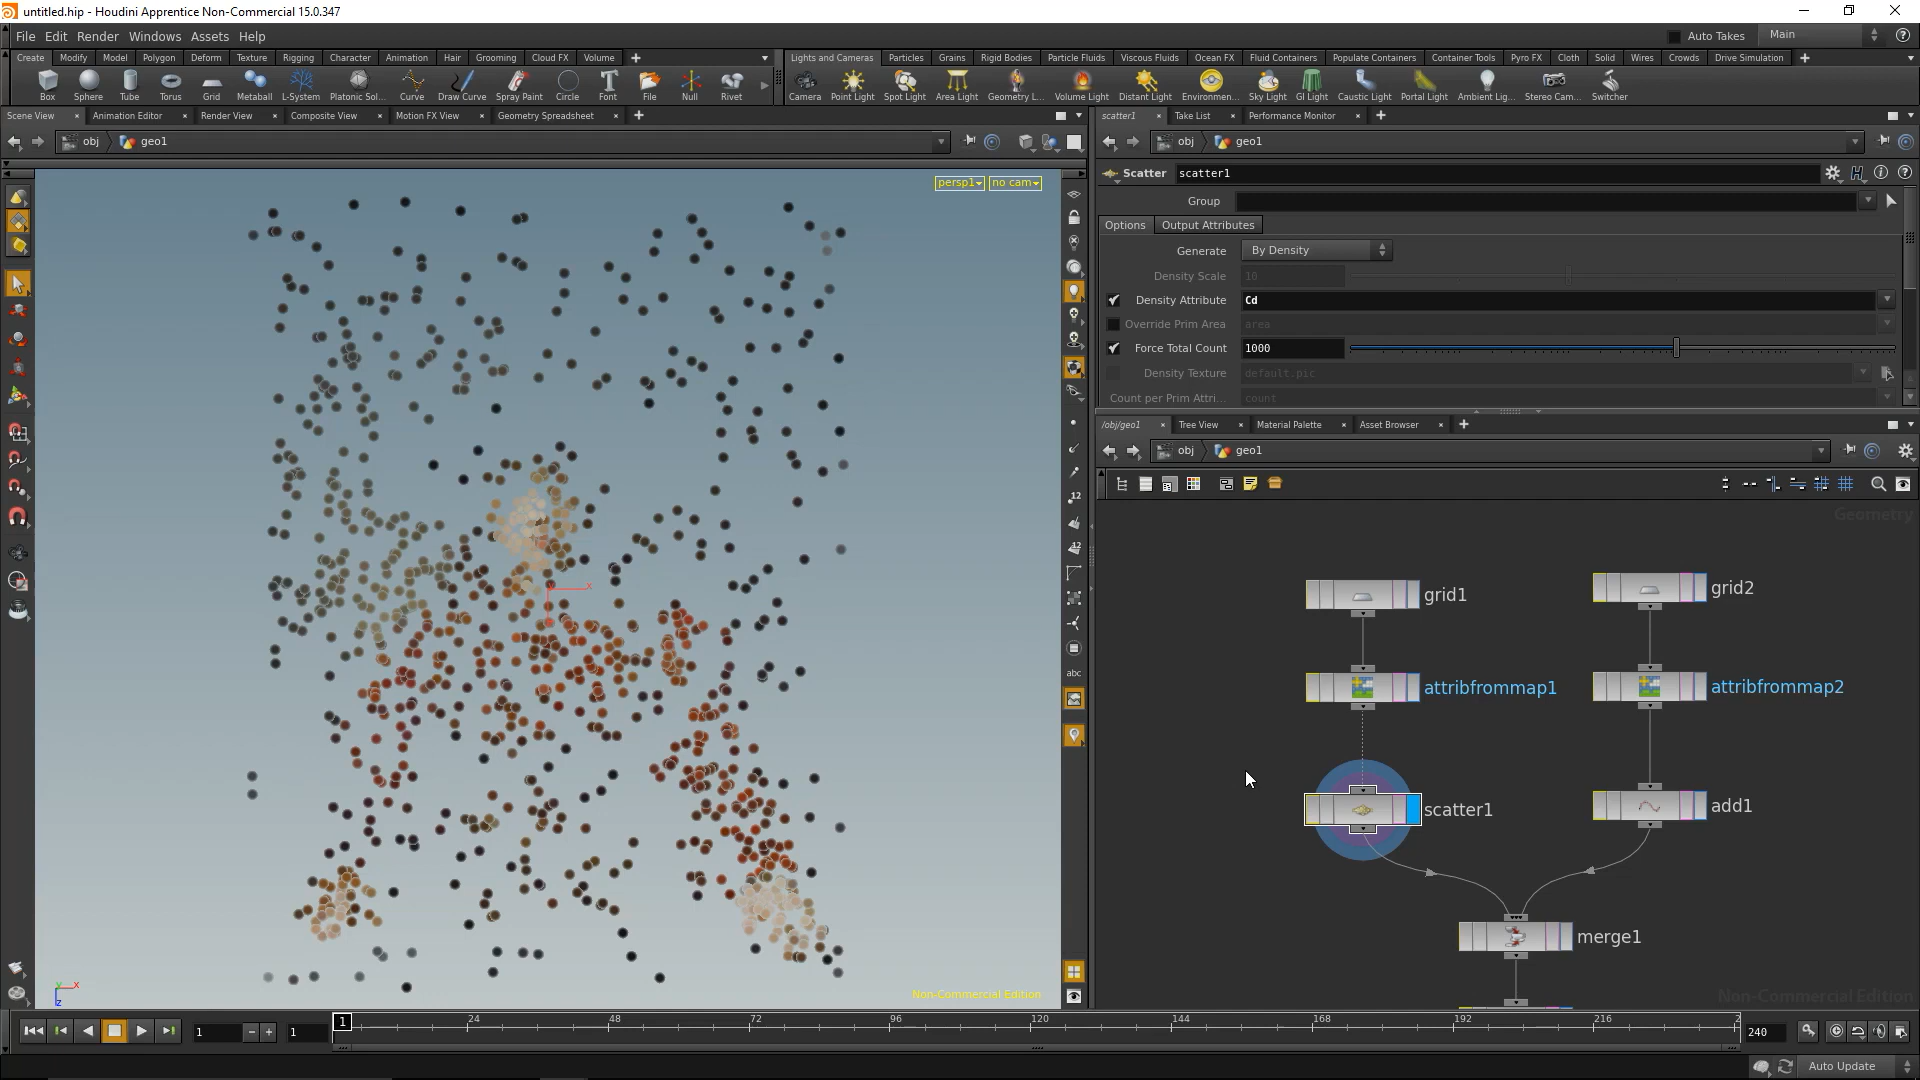 untitled.hip - Houdini Apprentice Non-Commercial 15.0.347
File Edit Render Windows Assets Help
Auto Takes Main
Create Modify Model Polygon Deform Texture Rigging Character Animation Hair Grooming Cloud FX Volume
Lights and Cameras Particles Grains Rigid Bodies Particle Fluids Viscous Fluids Ocean FX Fluid Containers Populate Containers Container Tools Pyro FX Cloth Solid Wires Crowds Drive Simulation
Box Sphere Tube Torus Grid Metaball L-System Platonic Sol... Curve Draw Curve Spray Paint Circle Font File Null Rivet
Camera Point Light Spot Light Area Light Geometry L... Volume Light Distant Light Environmen... Sky Light GI Light Caustic Light Portal Light Ambient Lig... Stereo Cam... Switcher
Scene View Animation Editor Render View Composite View Motion FX View Geometry Spreadsheet
scatter1 Take List Performance Monitor
obj geo1
obj geo1
persp1 no cam
Scatter scatter1
Group
Options Output Attributes
Generate By Density
Density Scale 10
Density Attribute Cd
Override Prim Area area
Force Total Count 1000
Density Texture default.pic
Count per Prim Attri... count
/obj/geo1 Tree View Material Palette Asset Browser
obj geo1
Geometry
12
12
abc
x
grid1
grid2
attribfrommap1
attribfrommap2
scatter1
add1
merge1
Non-Commercial Edition
Non-Commercial Edition
y x
z
1 1 1 24 48 72 96 120 144 168 192 216 2 240
Auto Update